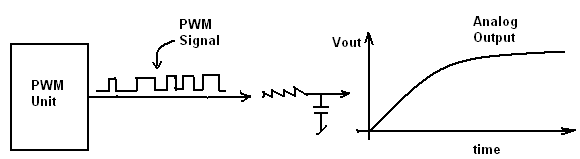 PWM
Unit
PWM
Signal
Vout
Analog
Output
time